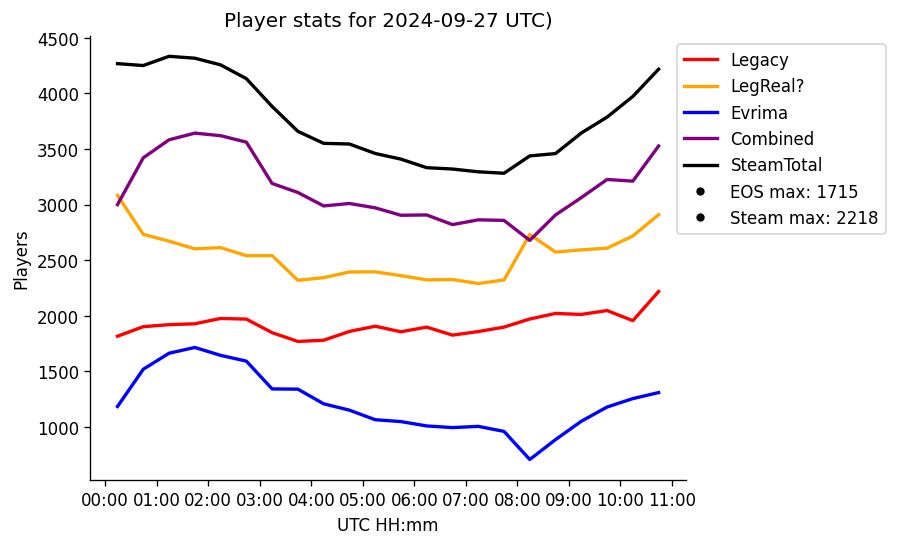 Player stats for 2024-09-27 UTC)
4500
4000
3500
3000
2500
2000
1500
1000
Players
00:00 01:00 02:00 03:00 04:00 05:00 06:00 07:00 08:00 09:00 10:00 11:00
UTC HH:mm
Legacy
LegReal?
Evrima
Combined
SteamTotal
EOS max: 1715
Steam max: 2218